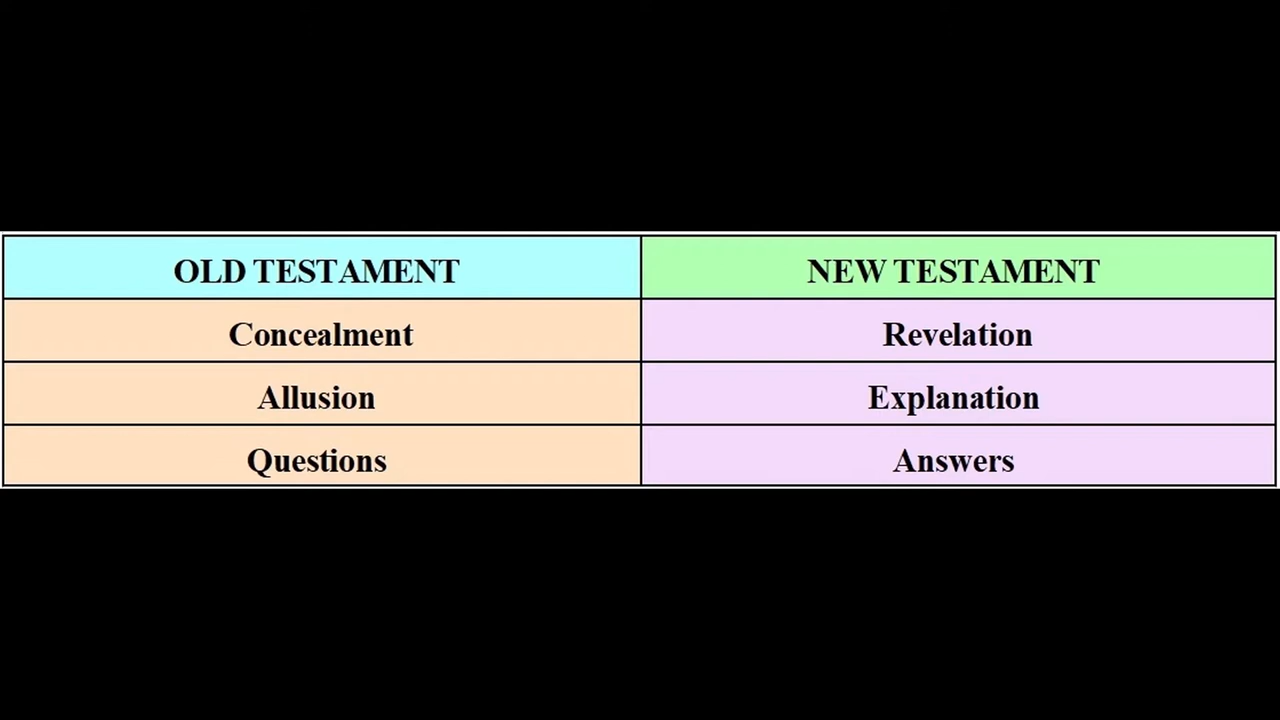 OLD TESTAMENT NEW TESTAMENT
Concealment Revelation
Allusion Explanation
Questions Answers